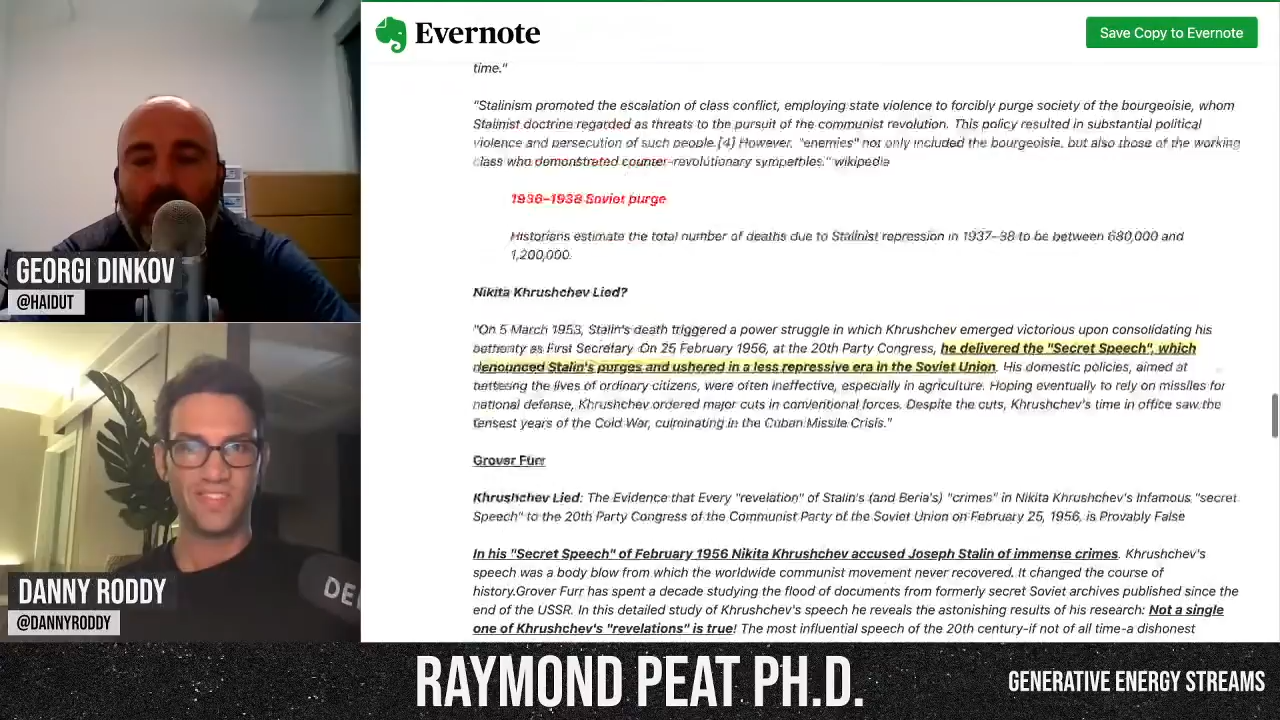 Evernote
Save Copy to Evernote
time."
"Stalinism promoted the escalation of class conflict, employing state violence to forcibly purge society of the bourgeoisie, whom
Stalinist doctrine regarded as threats to the pursuit of the communist revolution. This policy resulted in substantial political
violence and persecution of such people.[4] However, "enemies" not only included the bourgeoisie, but also those of the working
class who demonstrated counter-revolutionary sympathies." wikipedia
1936–1938 Soviet purge
Historians estimate the total number of deaths due to Stalinist repression in 1937–38 to be between 680,000 and
1,200,000.
Nikita Khrushchev Lied?
"On 5 March 1953, Stalin's death triggered a power struggle in which Khrushchev emerged victorious upon consolidating his
authority as First Secretary. On 25 February 1956, at the 20th Party Congress, he delivered the "Secret Speech", which
denounced Stalin's purges and ushered in a less repressive era in the Soviet Union. His domestic policies, aimed at
bettering the lives of ordinary citizens, were often ineffective, especially in agriculture. Hoping eventually to rely on missiles for
national defense, Khrushchev ordered major cuts in conventional forces. Despite the cuts, Khrushchev's time in office saw the
tensest years of the Cold War, culminating in the Cuban Missile Crisis."
Grover Furr
Khrushchev Lied: The Evidence that Every "revelation" of Stalin's (and Beria's) "crimes" in Nikita Khrushchev's Infamous "secret
Speech" to the 20th Party Congress of the Communist Party of the Soviet Union on February 25, 1956, is Provably False
In his "Secret Speech" of February 1956 Nikita Khrushchev accused Joseph Stalin of immense crimes. Khrushchev's
speech was a body blow from which the worldwide communist movement never recovered. It changed the course of
history.Grover Furr has spent a decade studying the flood of documents from formerly secret Soviet archives published since the
end of the USSR. In this detailed study of Khrushchev's speech he reveals the astonishing results of his research: Not a single
one of Khrushchev's "revelations" is true! The most influential speech of the 20th century-if not of all time-a dishonest
GEORGI DINKOV
@HAIDUT
DANNY RODDY
@DANNYRODDY
RAYMOND PEAT PH.D.
GENERATIVE ENERGY STREAMS